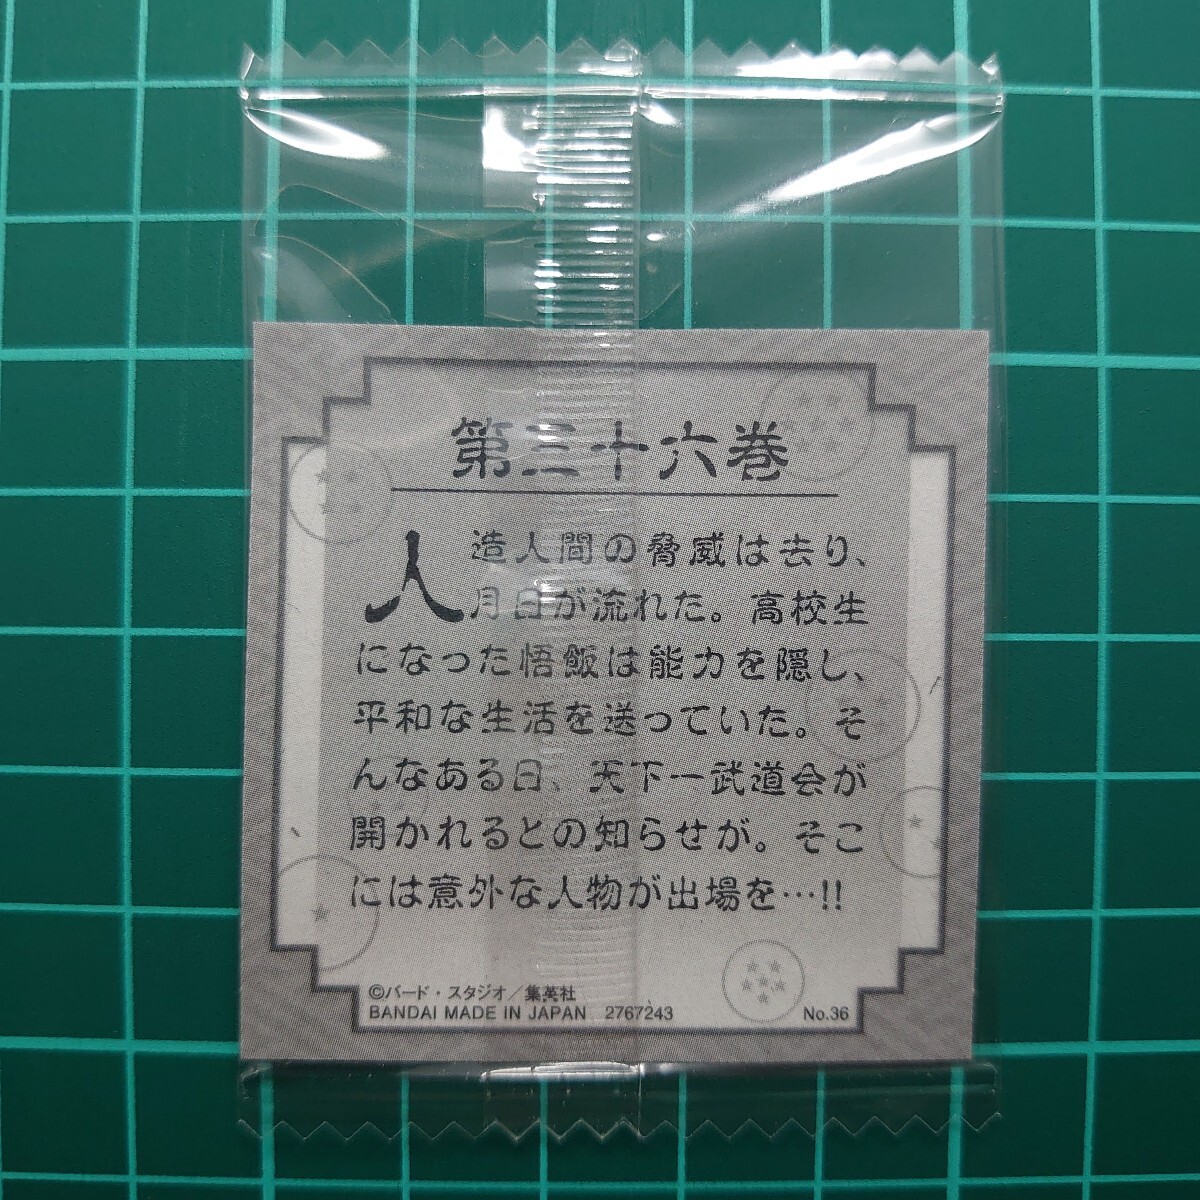 第三十六巻
人造人間の脅威は去り、
月日が流れた。高校生
になった悟飯は能力を隠し、
平和な生活を送っていた。そ
んなある日、天下一武道会が
開かれるとの知らせが。そこ
には意外な人物が出場を…!!
©バード・スタジオ／集英社
BANDAI MADE IN JAPAN 2767243
No.36